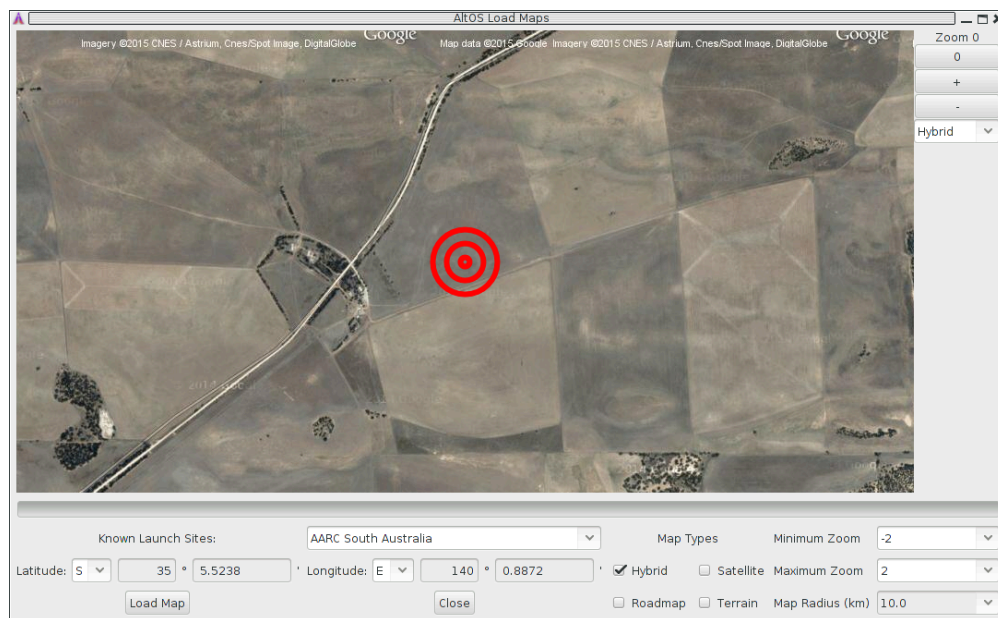 AltOS Load Maps
Imagery ©2015 CNES / Astrium, Cnes/Spot Image, DigitalGlobe Google Map data ©2015 Google Imagery ©2015 CNES / Astrium, Cnes/Spot Image, DigitalGlobe Google
Zoom 0
0
+
-
Hybrid
Known Launch Sites: AARC South Australia Map Types Minimum Zoom -2
Latitude: S 35 ° 5.5238 ' Longitude: E 140 ° 0.8872 ' Hybrid Satellite Maximum Zoom 2
Load Map Close Roadmap Terrain Map Radius (km) 10.0